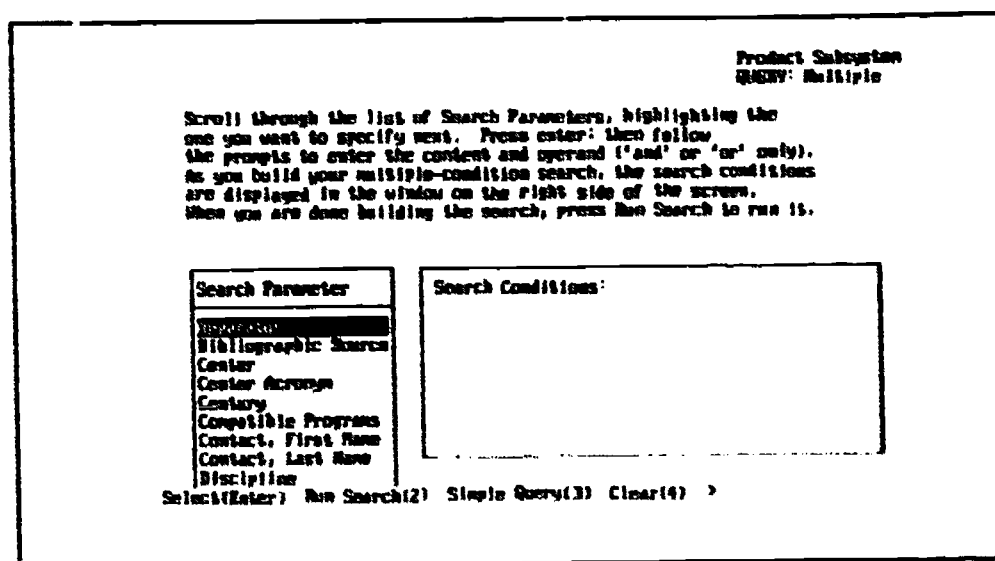 Product Subsystem
QUERY: Multiple
Scroll through the list of Search Parameters, highlighting the
one you want to specify next. Press enter: then follow
the prompts to enter the content and operand ('and' or 'or' only).
As you build your multiple-condition search, the search conditions
are displayed in the window on the right side of the screen.
When you are done building the search, press Run Search to run it.
Search Parameter
Search Conditions:
Bibliographic Source
Center
Center Acronym
Century
Compatible Programs
Contact, First Name
Contact, Last Name
Discipline
Select(Enter) Run Search(2) Simple Query(3) Clear(4) >